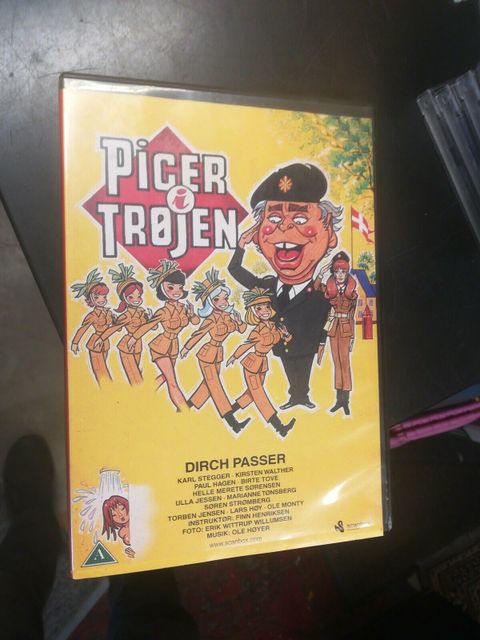 PIGER
i
TRØJEN
DIRCH PASSER
KARL STEGGER · KIRSTEN WALTHER
PAUL HAGEN · BIRTE TOVE
HELLE MERETE SØRENSEN
ULLA JESSEN · MARIANNE TØNSBERG
SØREN STRØMBERG
TORBEN JENSEN · LARS HØY · OLE MONTY
INSTRUKTØR: FINN HENRIKSEN
FOTO: ERIK WITTRUP WILLUMSEN
MUSIK: OLE HØYER
www.scanbox.com
A
scanbox